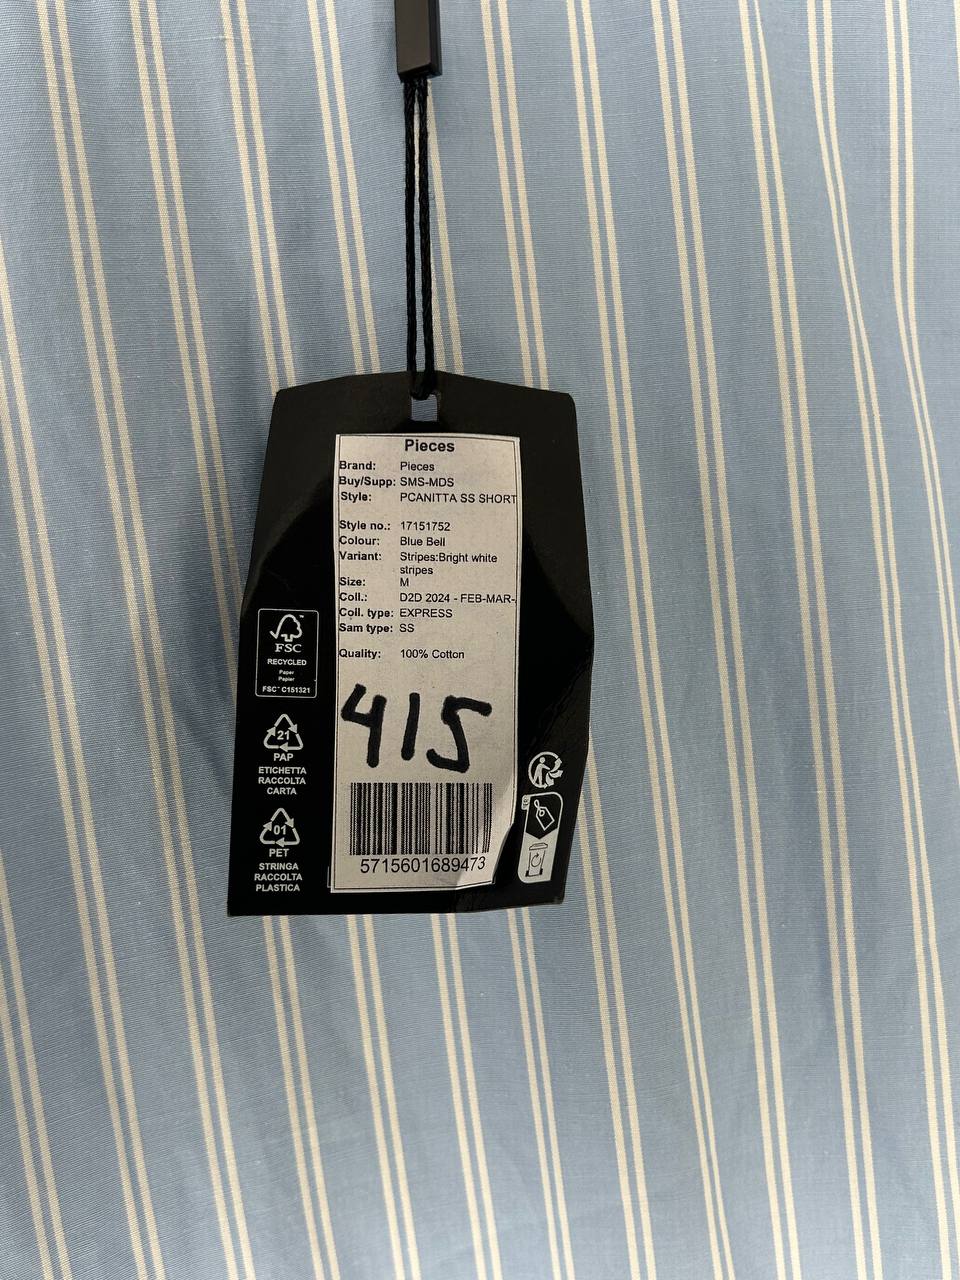 Pieces
Brand: Pieces
Buy/Supp: SMS-MDS
Style: PCANITTA SS SHORT
Style no.: 17151752
Colour: Blue Bell
Variant: Stripes:Bright white
stripes
Size: M
Coll.: D2D 2024 - FEB-MAR-
Coll. type: EXPRESS
Sam type: SS
Quality: 100% Cotton
415
5715601689473
FSC
RECYCLED
Paper
Papier
FSC™ C151321
21
PAP
ETICHETTA
RACCOLTA
CARTA
01
PET
STRINGA
RACCOLTA
PLASTICA